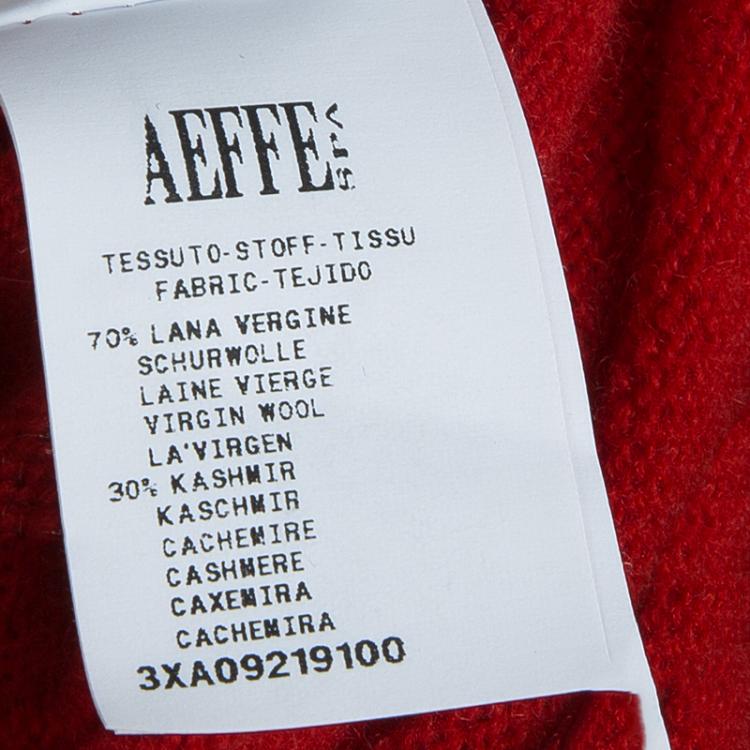 AEFFE SPA
TESSUTO-STOFF-TISSU
FABRIC-TEJIDO
70% LANA VERGINE
SCHURWOLLE
LAINE VIERGE
VIRGIN WOOL
LA'VIRGEN
30% KASHMIR
KASCHMIR
CACHEMIRE
CASHMERE
CAXEMIRA
CACHEMIRA
3XA09219100